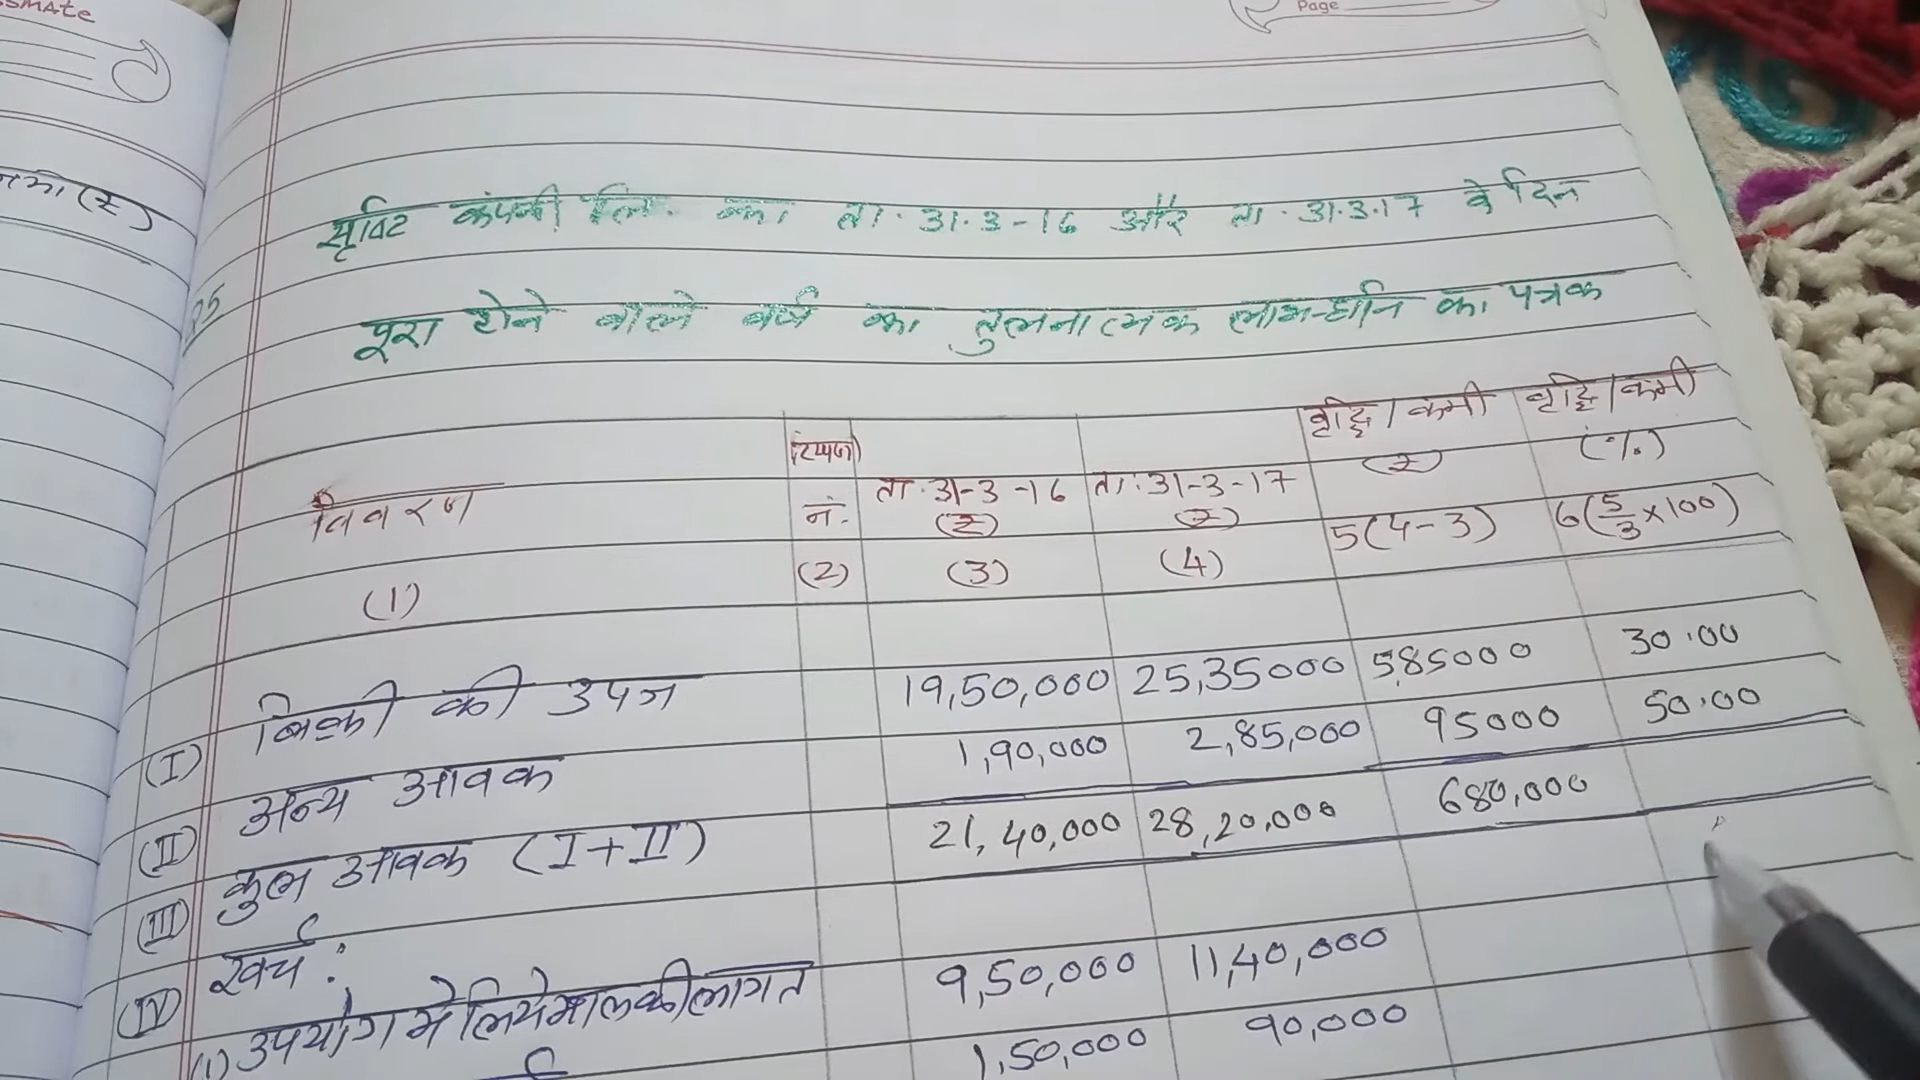 Page
सृष्टि कंपनी लि. का ता. 31.3-16 और ता. 31.3.17 के दिन
पूरा होने वाले वर्ष का तुलनात्मक लाभ-हानि का पत्रक
विवरण टिप्पणी नं. ता. 31-3-16 (₹) ता. 31-3-17 (₹) वृद्धि/कमी (₹) वृद्धि/कमी (%)
(1) (2) (3) (4) 5(4-3) 6(5/3×100)
(I) बिक्री की उपज 19,50,000 25,35000 585000 30.00
(II) अन्य आवक 1,90,000 2,85,000 95000 50.00
(III) कुल आवक (I+II) 21,40,000 28,20,000 680,000
(IV) खर्च :
(1) उपयोग मे लिये माल की लागत 9,50,000 11,40,000
1,50,000 90,000